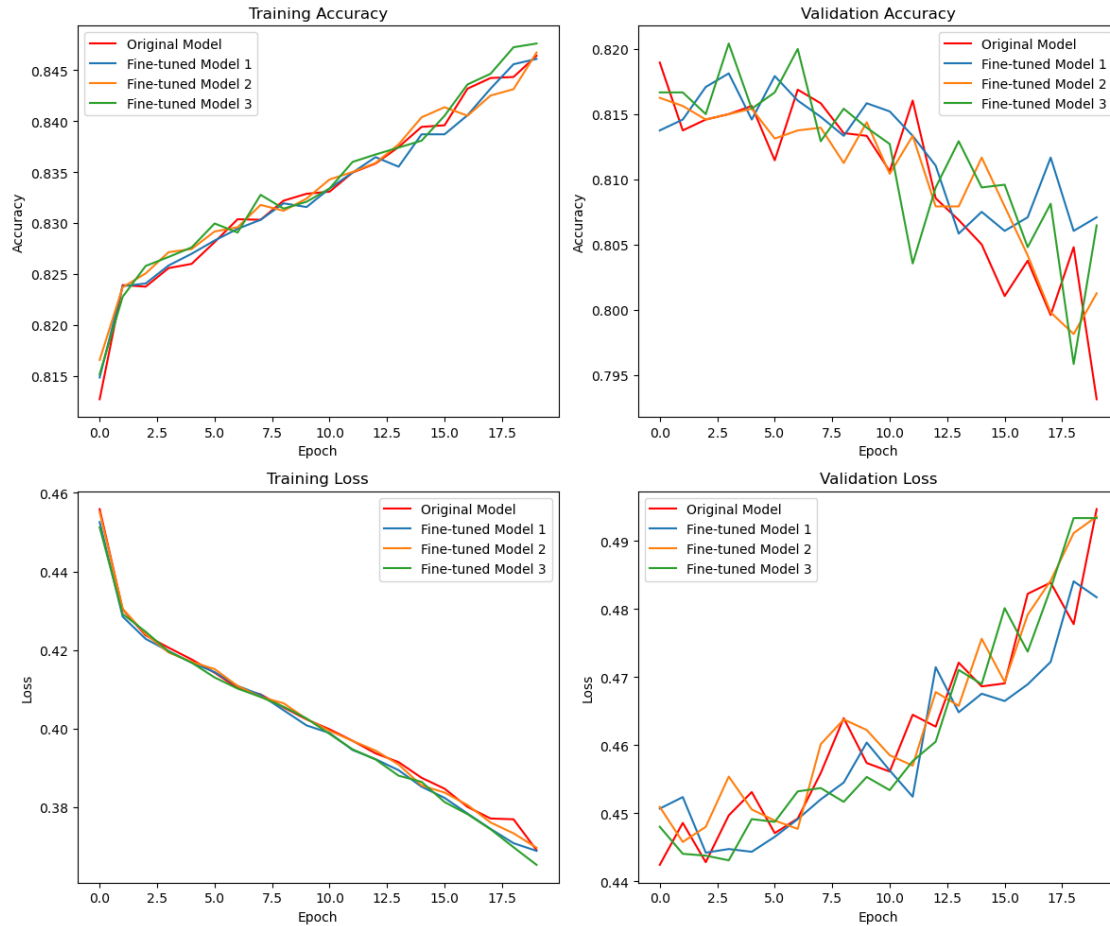 Training Accuracy
Original Model
Fine-tuned Model 1
Fine-tuned Model 2
Fine-tuned Model 3
0.845
0.840
0.835
0.830
0.825
0.820
0.815
Accuracy
0.0 2.5 5.0 7.5 10.0 12.5 15.0 17.5
Epoch
Validation Accuracy
Original Model
Fine-tuned Model 1
Fine-tuned Model 2
Fine-tuned Model 3
0.820
0.815
0.810
0.805
0.800
0.795
Accuracy
0.0 2.5 5.0 7.5 10.0 12.5 15.0 17.5
Epoch
Training Loss
Original Model
Fine-tuned Model 1
Fine-tuned Model 2
Fine-tuned Model 3
0.46
0.44
0.42
0.40
0.38
Loss
0.0 2.5 5.0 7.5 10.0 12.5 15.0 17.5
Epoch
Validation Loss
Original Model
Fine-tuned Model 1
Fine-tuned Model 2
Fine-tuned Model 3
0.49
0.48
0.47
0.46
0.45
0.44
Loss
0.0 2.5 5.0 7.5 10.0 12.5 15.0 17.5
Epoch